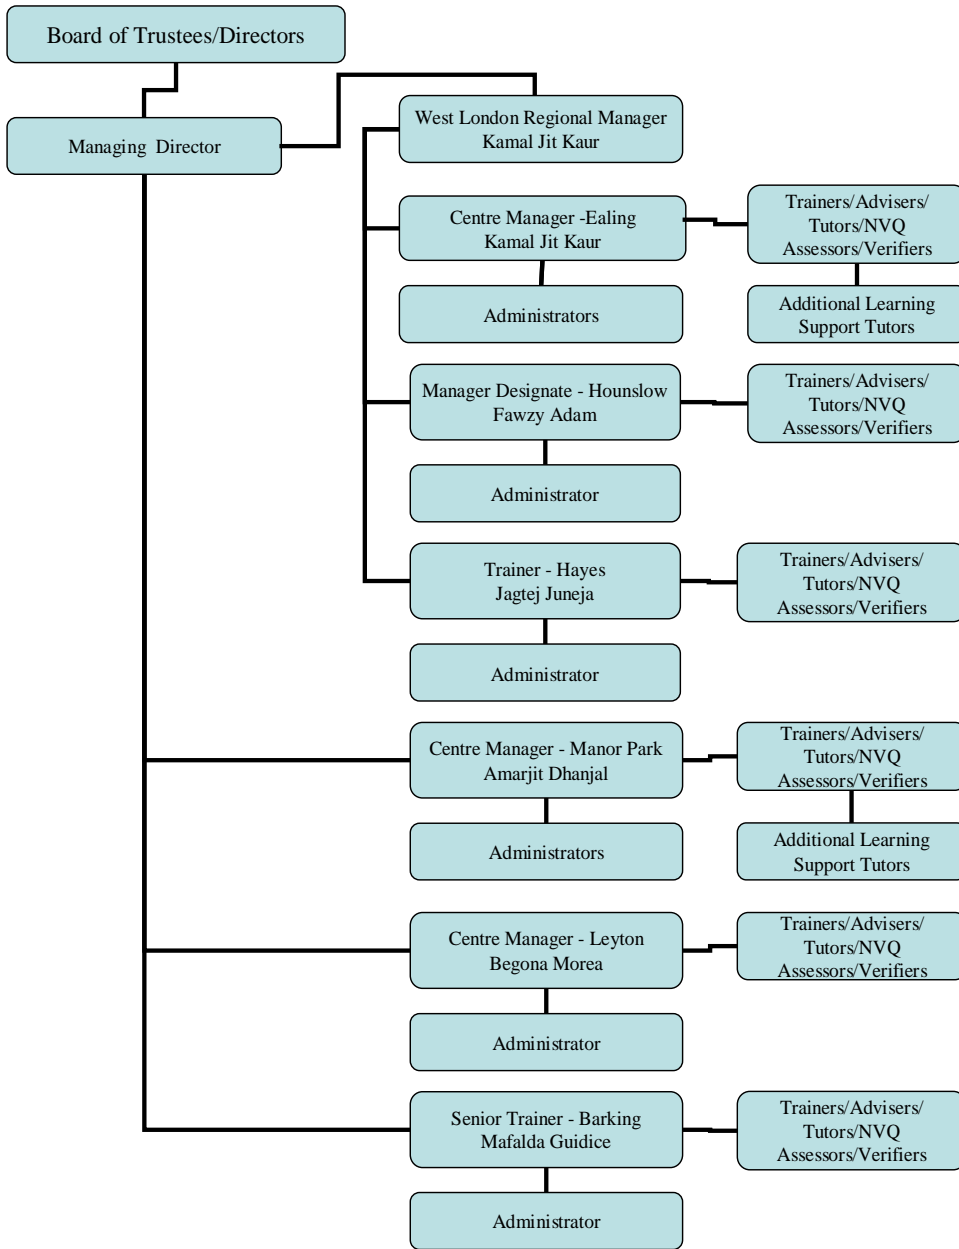 Board of Trustees/Directors
Managing Director
West London Regional Manager
Kamal Jit Kaur
Centre Manager -Ealing
Kamal Jit Kaur
Trainers/Advisers/
Tutors/NVQ
Assessors/Verifiers
Administrators
Additional Learning
Support Tutors
Manager Designate - Hounslow
Fawzy Adam
Trainers/Advisers/
Tutors/NVQ
Assessors/Verifiers
Administrator
Trainer - Hayes
Jagtej Juneja
Trainers/Advisers/
Tutors/NVQ
Assessors/Verifiers
Administrator
Centre Manager - Manor Park
Amarjit Dhanjal
Trainers/Advisers/
Tutors/NVQ
Assessors/Verifiers
Administrators
Additional Learning
Support Tutors
Centre Manager - Leyton
Begona Morea
Trainers/Advisers/
Tutors/NVQ
Assessors/Verifiers
Administrator
Senior Trainer - Barking
Mafalda Guidice
Trainers/Advisers/
Tutors/NVQ
Assessors/Verifiers
Administrator